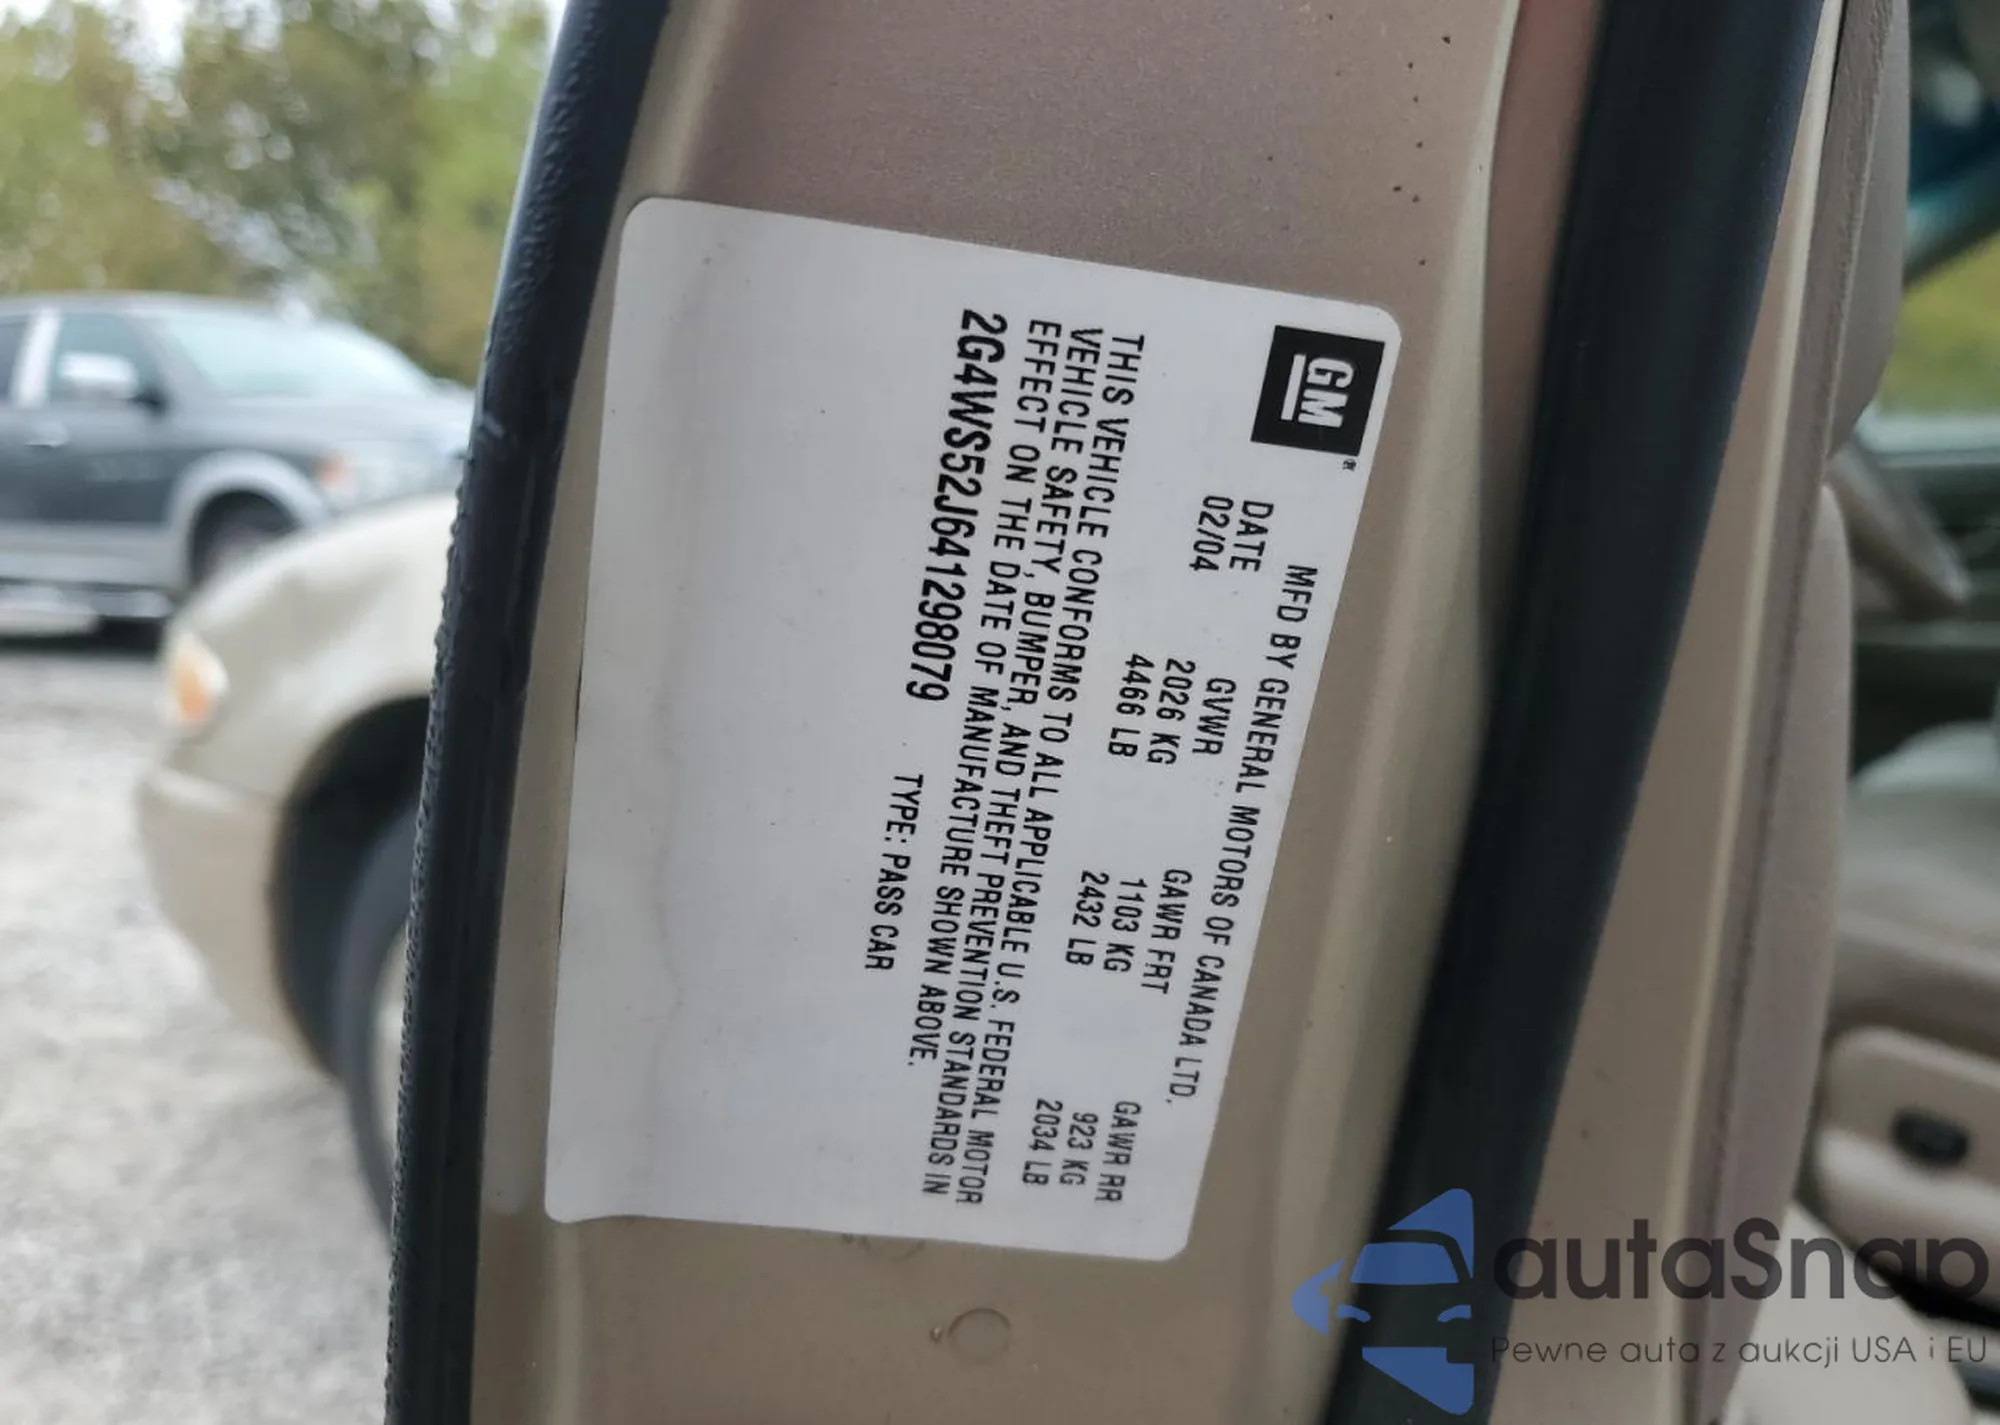 GM®
MFD BY GENERAL MOTORS OF CANADA LTD.
DATE GVWR GAWR FRT GAWR RR
02/04 2026 KG 1103 KG 923 KG
4466 LB 2432 LB 2034 LB
THIS VEHICLE CONFORMS TO ALL APPLICABLE U.S. FEDERAL MOTOR
VEHICLE SAFETY, BUMPER, AND THEFT PREVENTION STANDARDS IN
EFFECT ON THE DATE OF MANUFACTURE SHOWN ABOVE.
2G4WS52J641298079 TYPE: PASS CAR
autaSnap
Pewne auta z aukcji USA i EU